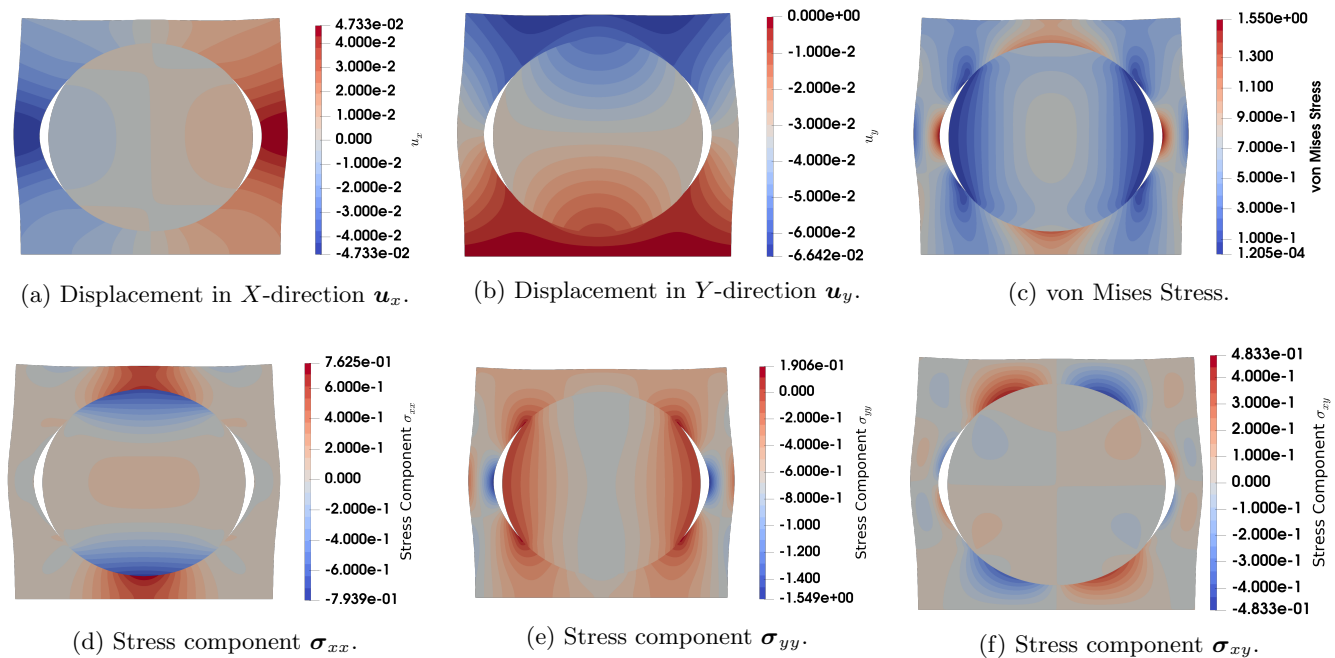 4.733e-02
4.000e-2
3.000e-2
2.000e-2
1.000e-2
0.000
-1.000e-2
-2.000e-2
-3.000e-2
-4.000e-2
-4.733e-02
u_x
(a) Displacement in X-direction u_x.
0.000e+00
-1.000e-2
-2.000e-2
-3.000e-2
-4.000e-2
-5.000e-2
-6.000e-2
-6.642e-02
u_y
(b) Displacement in Y-direction u_y.
1.550e+00
1.300
1.100
9.000e-1
7.000e-1
5.000e-1
3.000e-1
1.000e-1
1.205e-04
von Mises Stress
(c) von Mises Stress.
7.625e-01
6.000e-1
4.000e-1
2.000e-1
0.000
-2.000e-1
-4.000e-1
-6.000e-1
-7.939e-01
Stress Component σ_xx
(d) Stress component σ_xx.
1.906e-01
0.000
-2.000e-1
-4.000e-1
-6.000e-1
-8.000e-1
-1.000
-1.200
-1.400
-1.549e+00
Stress Component σ_yy
(e) Stress component σ_yy.
4.833e-01
4.000e-1
3.000e-1
2.000e-1
1.000e-1
0.000
-1.000e-1
-2.000e-1
-3.000e-1
-4.000e-1
-4.833e-01
Stress Component σ_xy
(f) Stress component σ_xy.